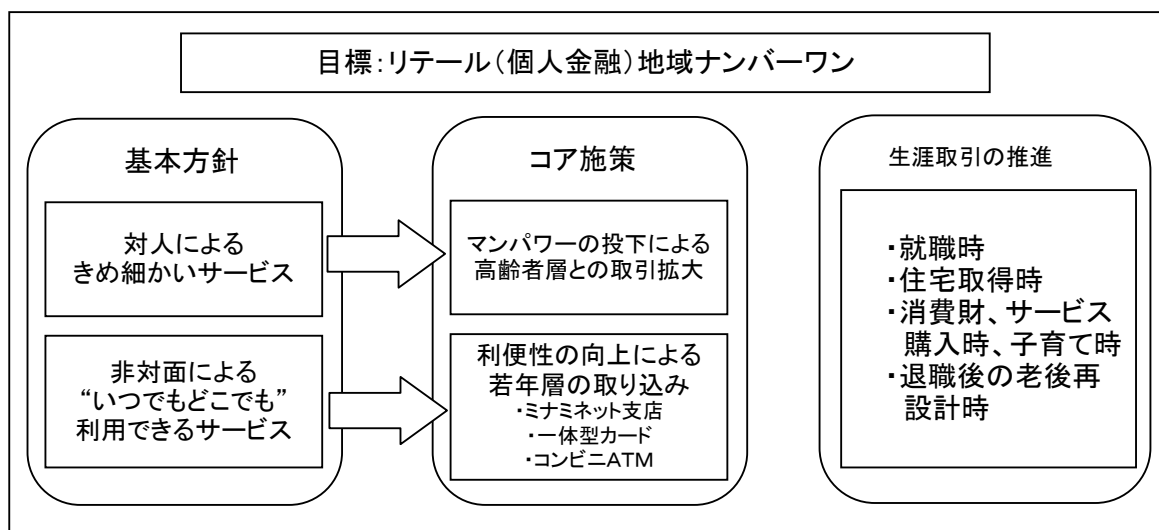 目標：リテール（個人金融）地域ナンバーワン
基本方針
対人による
きめ細かいサービス
非対面による
“いつでもどこでも”
利用できるサービス
コア施策
マンパワーの投下による
高齢者層との取引拡大
利便性の向上による
若年層の取り込み
・ミナミネット支店
・一体型カード
・コンビニATM
生涯取引の推進
・就職時
・住宅取得時
・消費財、サービス
購入時、子育て時
・退職後の老後再
設計時